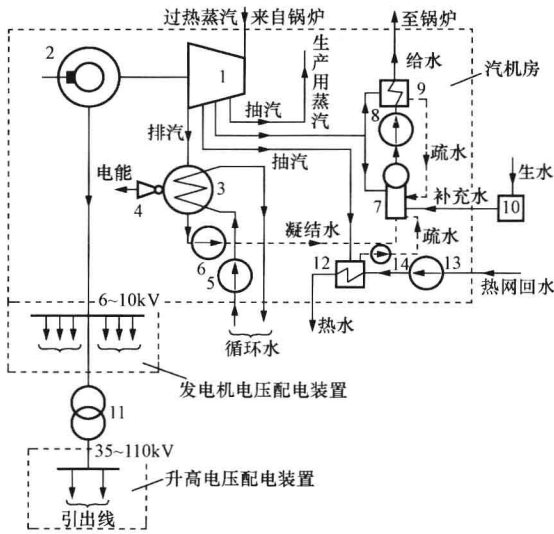 过热蒸汽
来自锅炉
至锅炉
2
1
生产用蒸汽
给水
9
汽机房
抽汽
8
排汽
抽汽
疏水
电能
3
生水
4
7
补充水
10
凝结水
疏水
6
5
12
14
13
热网回水
6~10kV
热水
循环水
发电机电压配电装置
11
35~110kV
升高电压配电装置
引出线